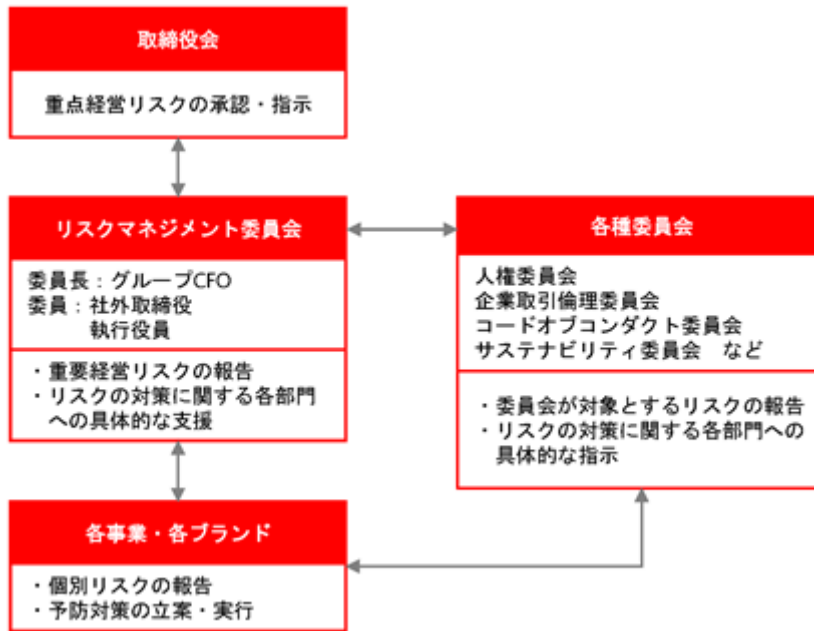 取締役会
重点経営リスクの承認・指示
リスクマネジメント委員会
委員長：グループCFO
委員：社外取締役
執行役員
・重要経営リスクの報告
・リスクの対策に関する各部門
への具体的な支援
各種委員会
人権委員会
企業取引倫理委員会
コードオブコンダクト委員会
サステナビリティ委員会　など
・委員会が対象とするリスクの報告
・リスクの対策に関する各部門への
具体的な指示
各事業・各ブランド
・個別リスクの報告
・予防対策の立案・実行